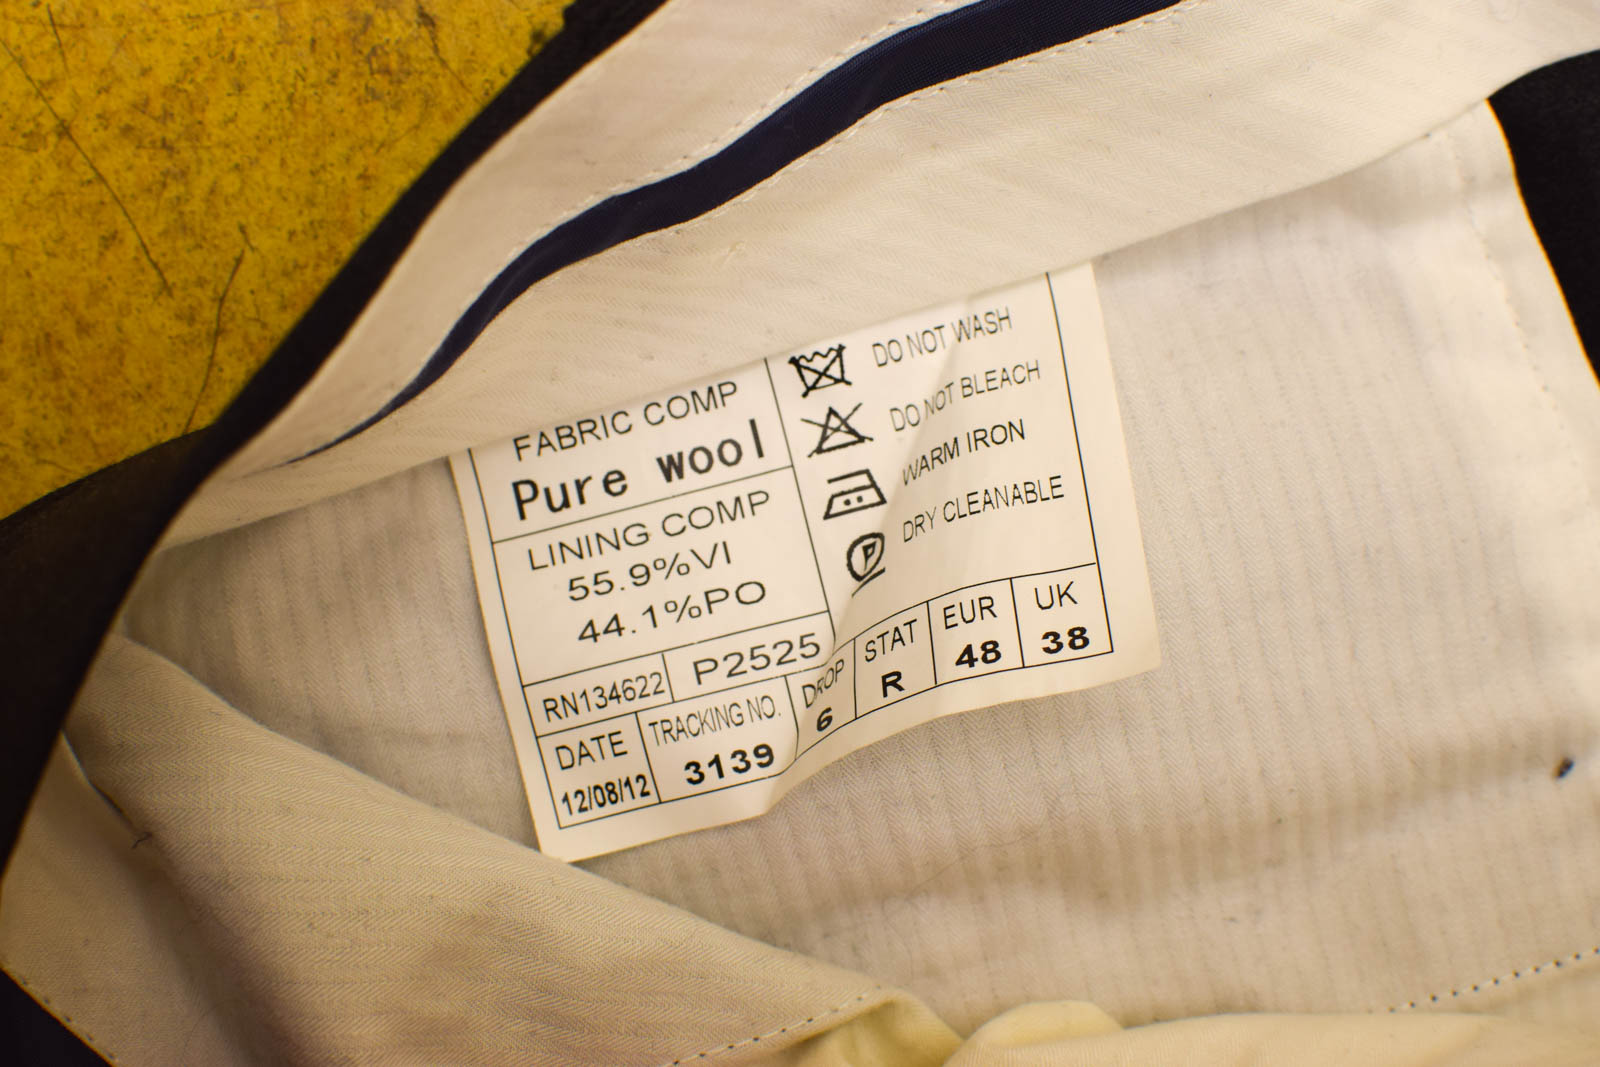 FABRIC COMP
Pure wool
LINING COMP
55.9%VI
44.1%PO
RN134622
P2525
DATE
12/08/12
TRACKING NO.
3139
DROP
6
STAT
R
EUR
48
UK
38
DO NOT WASH
DO NOT BLEACH
WARM IRON
P
DRY CLEANABLE